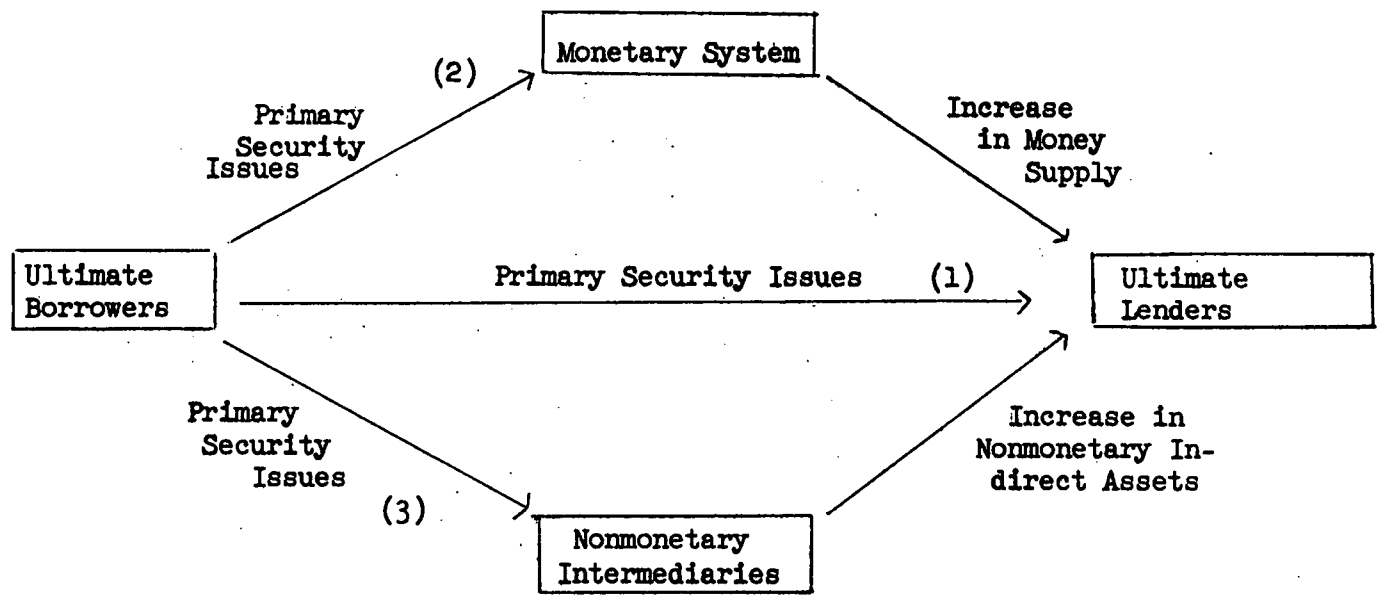 Monetary System
(2)
Primary
Security
Issues
Increase
in Money
Supply
Ultimate
Borrowers
Primary Security Issues (1)
Ultimate
Lenders
Primary
Security
Issues
(3)
Increase in
Nonmonetary In-
direct Assets
Nonmonetary
Intermediaries